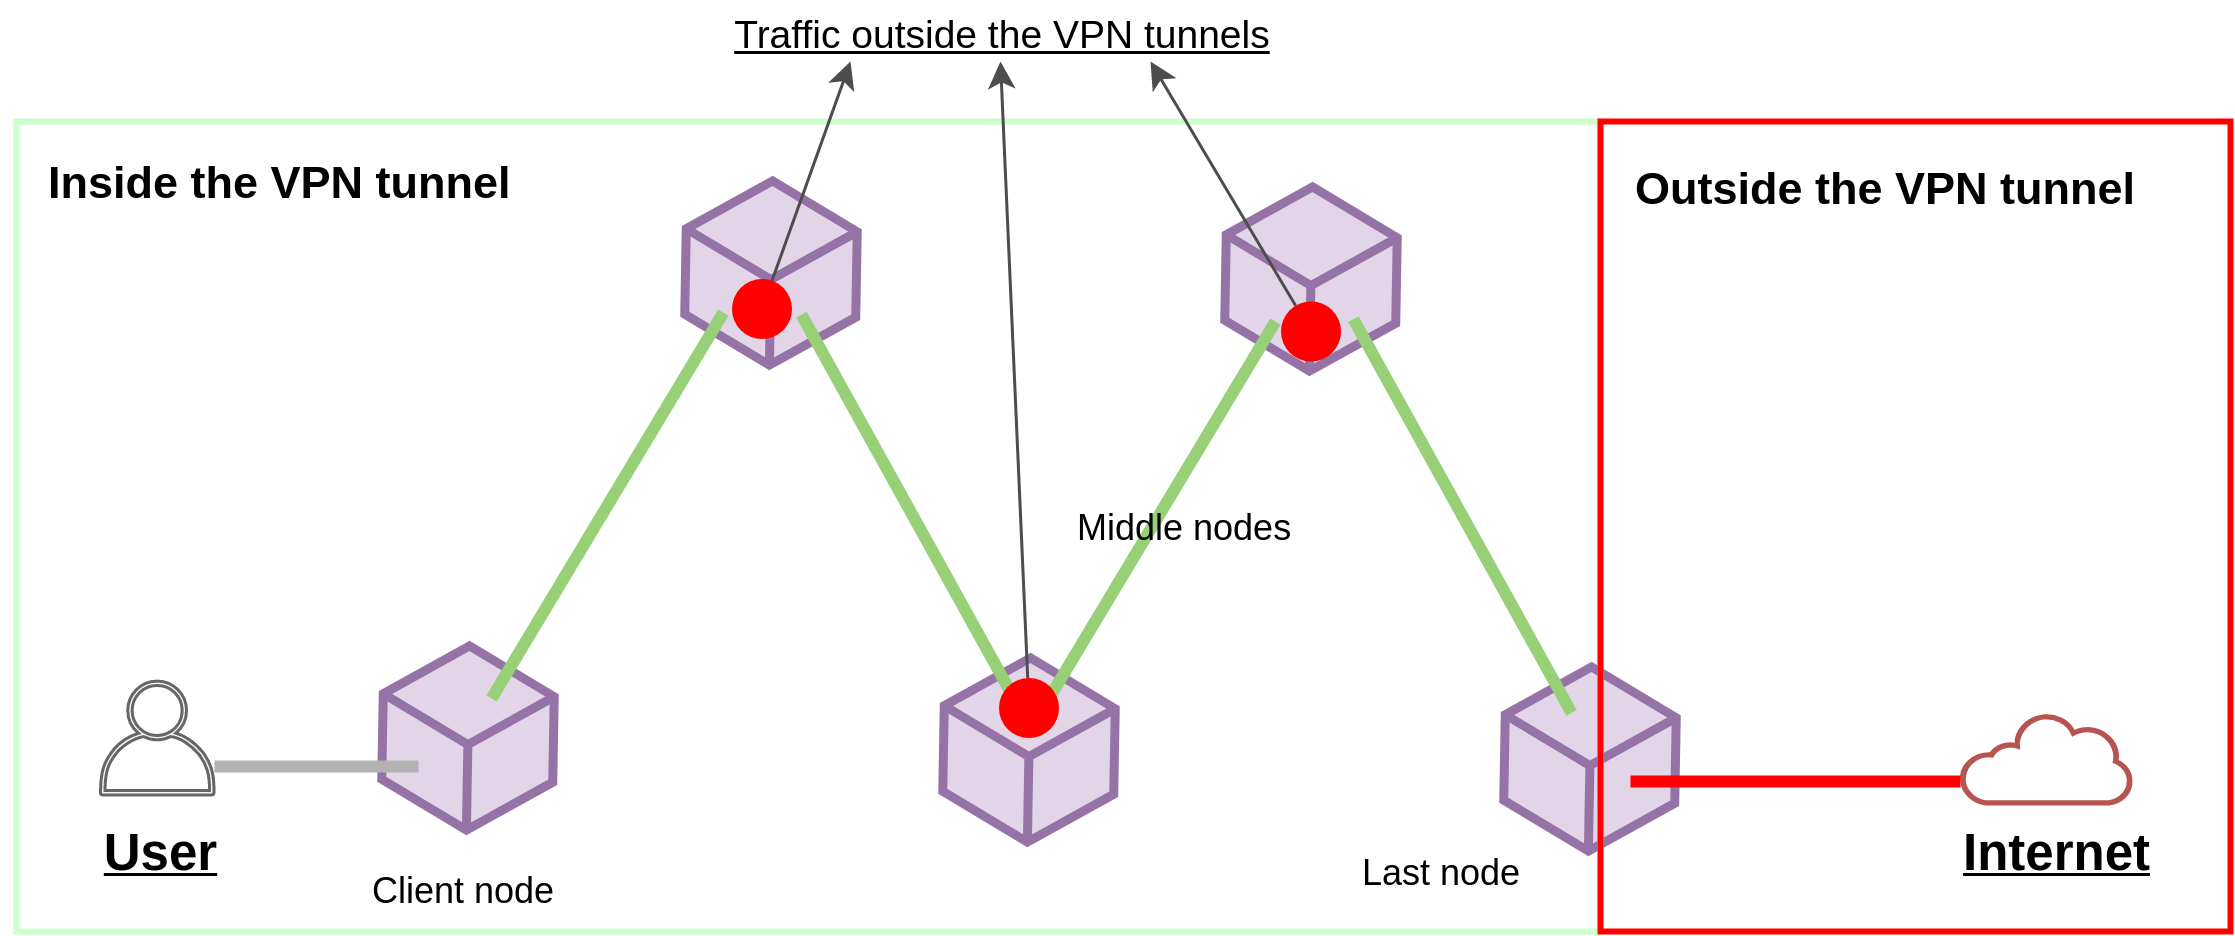 Traffic outside the VPN tunnels
Inside the VPN tunnel
Outside the VPN tunnel
Middle nodes
User
Client node
Last node
Internet